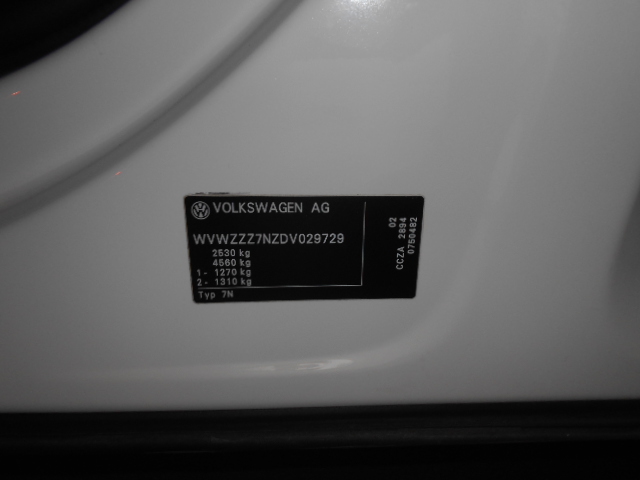 VOLKSWAGEN AG
WVWZZZ7NZDV029729
2530 kg
4560 kg
1- 1270 kg
2- 1310 kg
Typ 7N
02
CCZA 2894
0750482